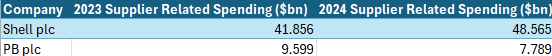 Company 2023 Supplier Related Spending ($bn) 2024 Supplier Related Spending ($bn)
Shell plc 41.856 48.565
PB plc 9.599 7.789